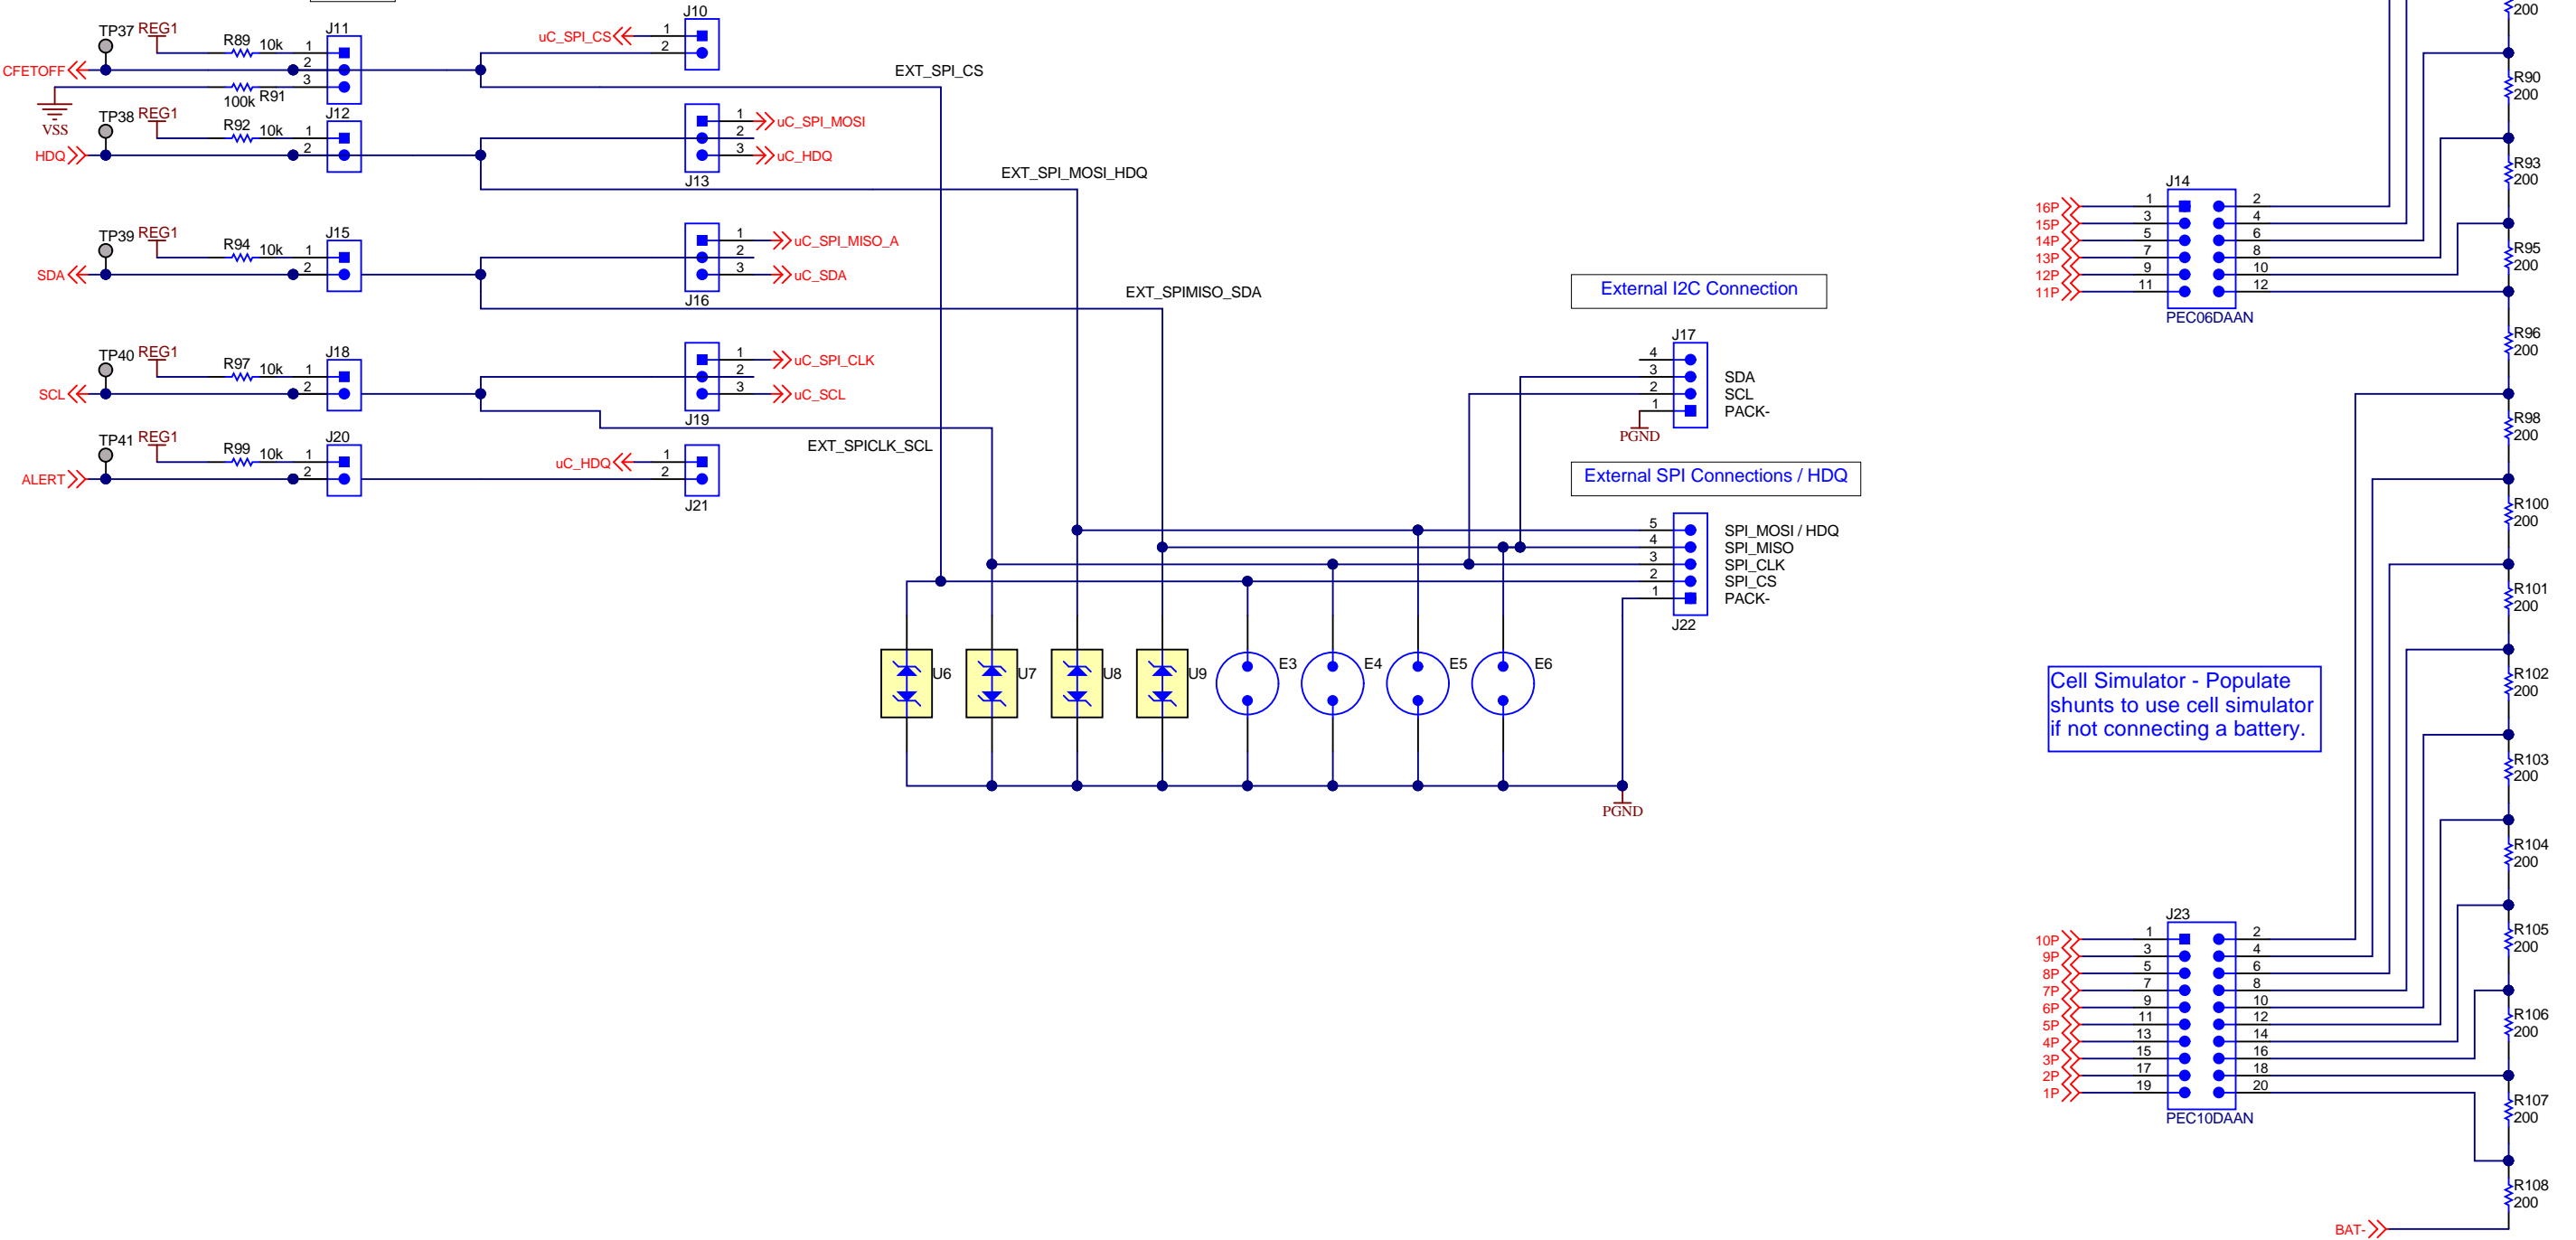 TP37
REG1
R89
10k
J11
1
2
3
CFETOFF
100k
R91
VSS
J10
uC_SPI_CS
1
2
EXT_SPI_CS
TP38
REG1
R92
10k
J12
1
2
HDQ
1
2
3
uC_SPI_MOSI
uC_HDQ
J13
EXT_SPI_MOSI_HDQ
TP39
REG1
R94
10k
J15
1
2
SDA
1
2
3
uC_SPI_MISO_A
uC_SDA
J16
EXT_SPIMISO_SDA
TP40
REG1
R97
10k
J18
1
2
SCL
1
2
3
uC_SPI_CLK
uC_SCL
J19
EXT_SPICLK_SCL
TP41
REG1
R99
10k
J20
1
2
ALERT
uC_HDQ
1
2
J21
External I2C Connection
J17
4
3
2
1
SDA
SCL
PACK-
PGND
External SPI Connections / HDQ
5
4
3
2
1
SPI_MOSI / HDQ
SPI_MISO
SPI_CLK
SPI_CS
PACK-
J22
U6
U7
U8
U9
E3
E4
E5
E6
PGND
J14
16P
1
2
15P
3
4
14P
5
6
13P
7
8
12P
9
10
11P
11
12
PEC06DAAN
Cell Simulator - Populate
shunts to use cell simulator
if not connecting a battery.
J23
10P
1
2
9P
3
4
8P
5
6
7P
7
8
6P
9
10
5P
11
12
4P
13
14
3P
15
16
2P
17
18
1P
19
20
PEC10DAAN
200
R90
200
R93
200
R95
200
R96
200
R98
200
R100
200
R101
200
R102
200
R103
200
R104
200
R105
200
R106
200
R107
200
R108
200
BAT-